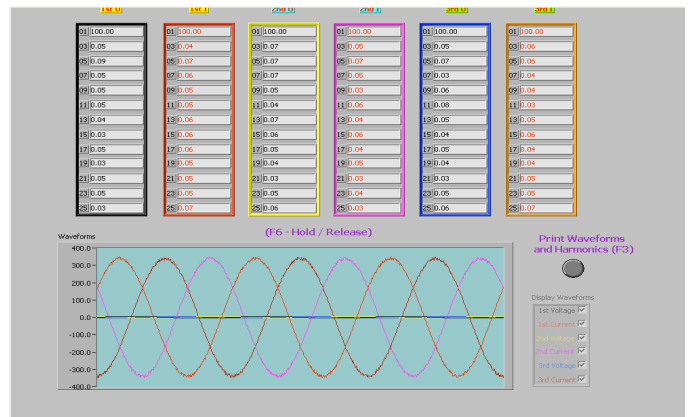 1st U 1st I 2nd U 2nd I 3rd U 3rd I
01 100.00 01 100.00 01 100.00 01 100.00 01 100.00 01 100.00
03 0.05 03 0.04 03 0.07 03 0.07 03 0.05 03 0.06
05 0.09 05 0.07 05 0.07 05 0.05 05 0.07 05 0.06
07 0.05 07 0.06 07 0.05 07 0.07 07 0.03 07 0.04
09 0.05 09 0.05 09 0.05 09 0.03 09 0.06 09 0.04
11 0.05 11 0.05 11 0.04 11 0.06 11 0.08 11 0.03
13 0.04 13 0.06 13 0.07 13 0.06 13 0.05 13 0.05
15 0.03 15 0.06 15 0.06 15 0.04 15 0.04 15 0.06
17 0.05 17 0.06 17 0.05 17 0.06 17 0.05 17 0.04
19 0.03 19 0.05 19 0.05 19 0.04 19 0.04 19 0.04
21 0.05 21 0.05 21 0.05 21 0.03 21 0.05 21 0.05
23 0.05 23 0.05 23 0.05 23 0.04 23 0.05 23 0.05
25 0.03 25 0.07 25 0.06 25 0.03 25 0.06 25 0.07
(F6 - Hold / Release)
Waveforms
400.0
300.0
200.0
100.0
0.0
-100.0
-200.0
-300.0
-400.0
Print Waveforms
and Harmonics (F3)
Display Waveforms
1st Voltage
1st Current
2nd Voltage
2nd Current
3rd Voltage
3rd Current